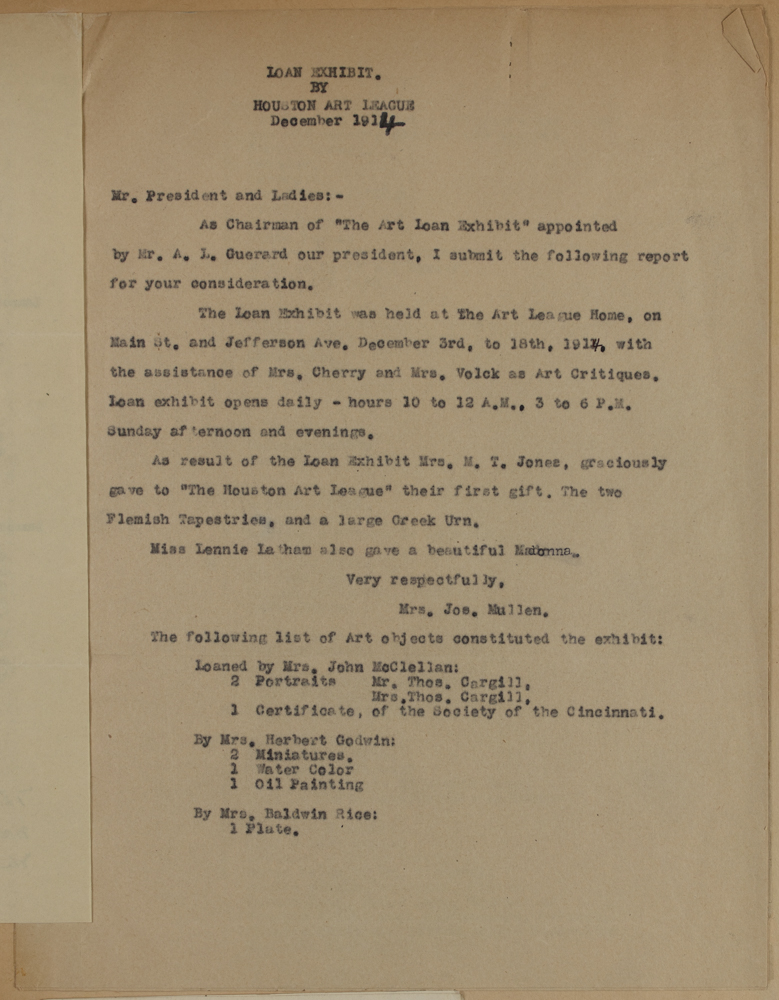 LOAN EXHIBIT.
BY
HOUSTON ART LEAGUE
December 1914
Mr. President and Ladies:-
As Chairman of "The Art Loan Exhibit" appointed
by Mr. A. L. Guerard our president, I submit the following report
for your consideration.
The Loan Exhibit was held at The Art League Home, on
Main St. and Jefferson Ave. December 3rd, to 18th, 1914, with
the assistance of Mrs. Cherry and Mrs. Volck as Art Critiques.
Loan exhibit opens daily - hours 10 to 12 A.M., 3 to 6 P.M.
Sunday afternoon and evenings.
As result of the Loan Exhibit Mrs. M. T. Jones, graciously
gave to "The Houston Art League" their first gift. The two
Flemish Tapestries, and a large Greek Urn.
Miss Lennie Latham also gave a beautiful Madonna.
Very respectfully,
Mrs. Jos. Mullen.
The following list of Art objects constituted the exhibit:
Loaned by Mrs. John McClellan:
2 Portraits Mr. Thos. Cargill,
Mrs.Thos. Cargill,
1 Certificate, of the Society of the Cincinnati.
By Mrs. Herbert Godwin:
2 Miniatures.
1 Water Color
1 Oil Painting
By Mrs. Baldwin Rice:
1 Plate.